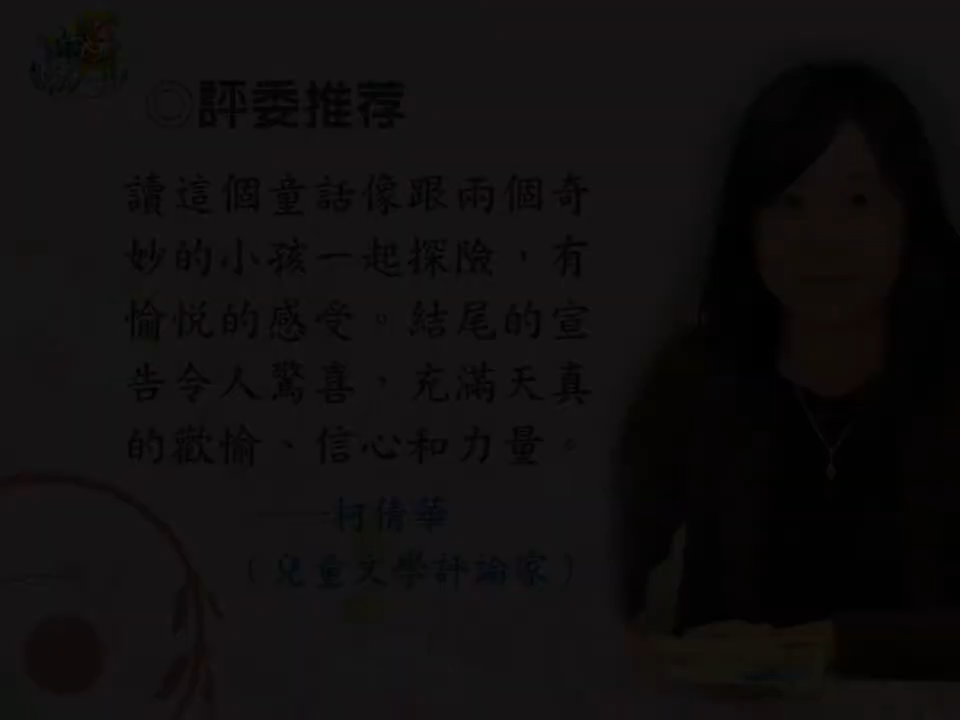 ◎評委推荐
讀這個童話像跟兩個奇
妙的小孩一起探險，有
愉悅的感受。結尾的宣
告令人驚喜，充滿天真
的歡愉、信心和力量。
——柯倩華
（兒童文學評論家）